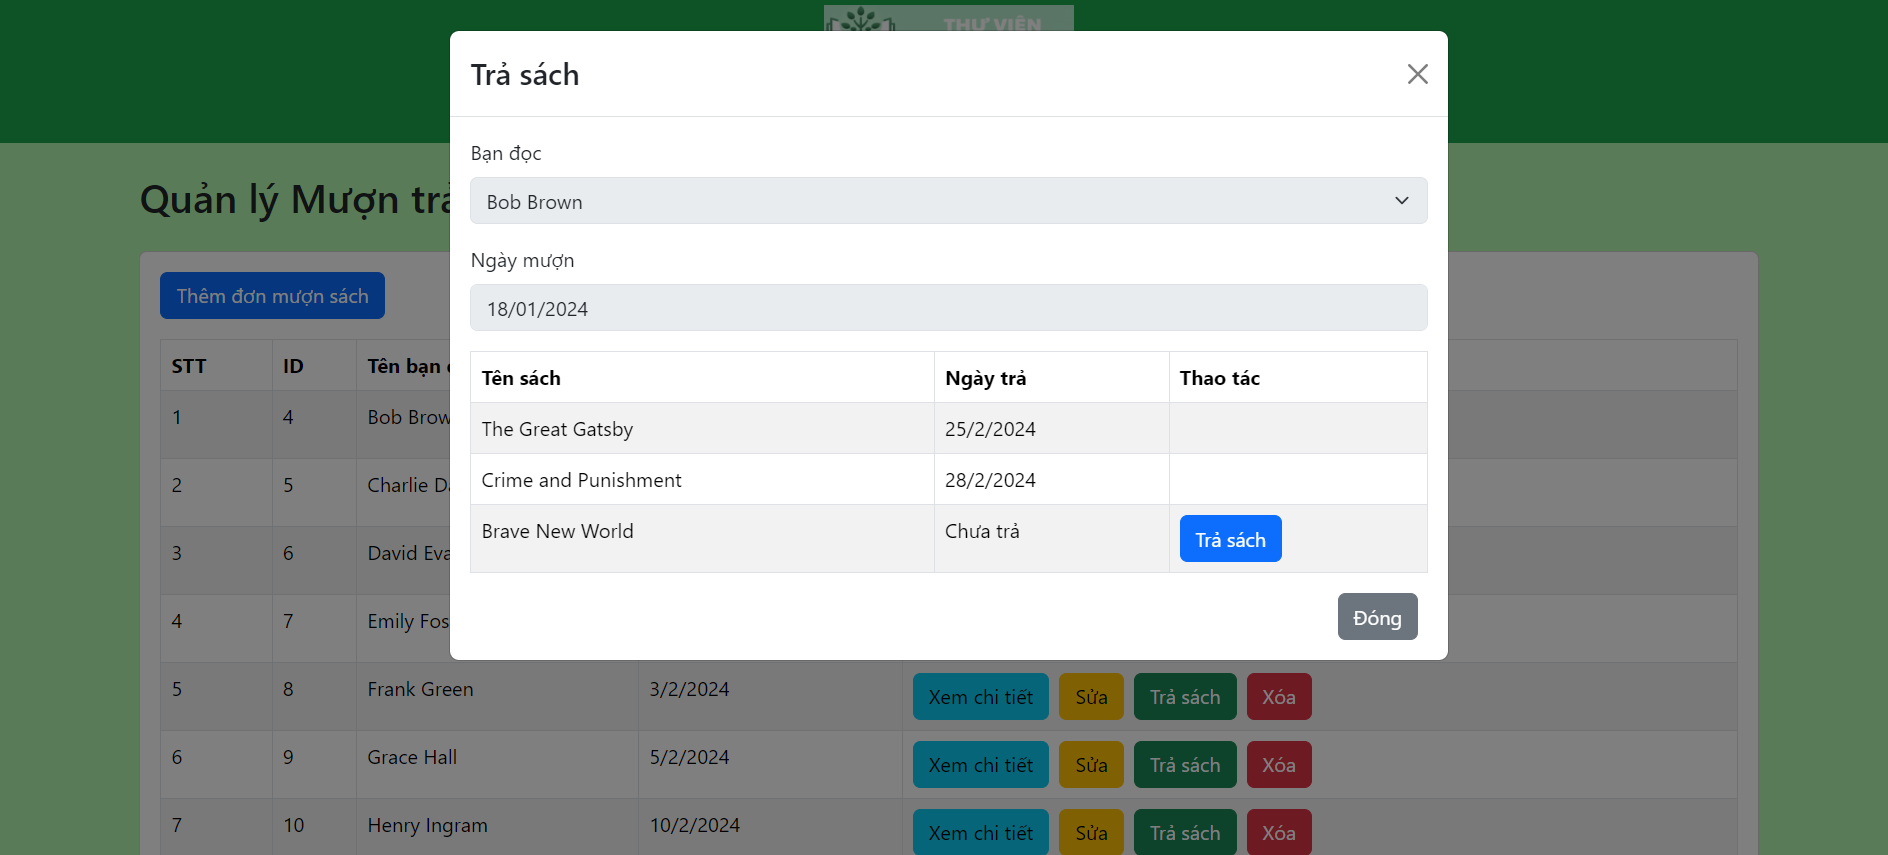 THƯ VIỆN
Trả sách
Bạn đọc
Bob Brown
Ngày mượn
18/01/2024
Tên sách Ngày trả Thao tác
The Great Gatsby 25/2/2024
Crime and Punishment 28/2/2024
Brave New World Chưa trả Trả sách
Đóng
Quản lý Mượn trả
Thêm đơn mượn sách
STT ID Tên bạn
1 4 Bob
2 5 Charlie
3 6 David
4 7 Emily
5 8 Frank Green 3/2/2024 Xem chi tiết Sửa Trả sách Xóa
6 9 Grace Hall 5/2/2024 Xem chi tiết Sửa Trả sách Xóa
7 10 Henry Ingram 10/2/2024 Xem chi tiết Sửa Trả sách Xóa